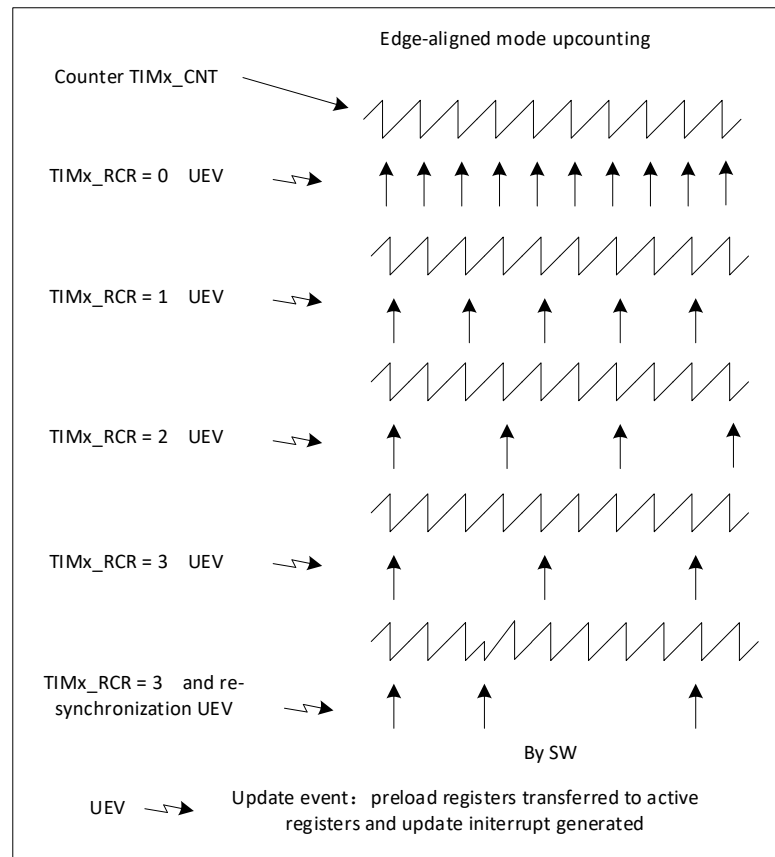 Edge-aligned mode upcounting
Counter TIMx_CNT
TIMx_RCR = 0 UEV
TIMx_RCR = 1 UEV
TIMx_RCR = 2 UEV
TIMx_RCR = 3 UEV
TIMx_RCR = 3 and re-
synchronization UEV
By SW
UEV
Update event：preload registers transferred to active
registers and update initerrupt generated